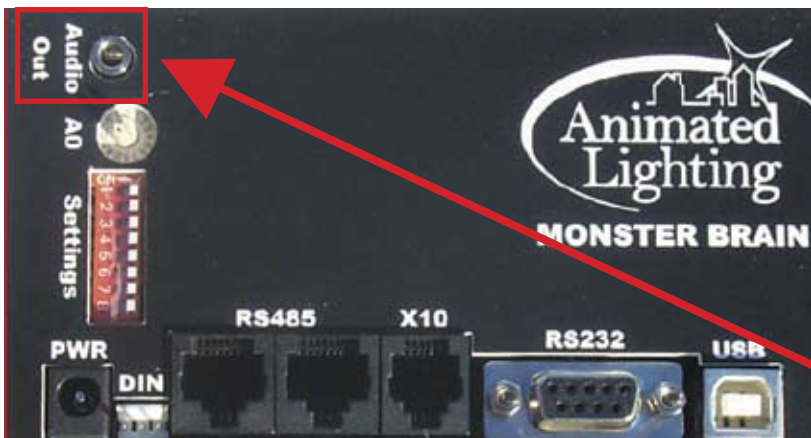 Audio
Out
A0
Settings
1
2
3
4
5
6
7
8
Animated
Lighting
MONSTER BRAIN
RS485
X10
RS232
USB
PWR
DIN